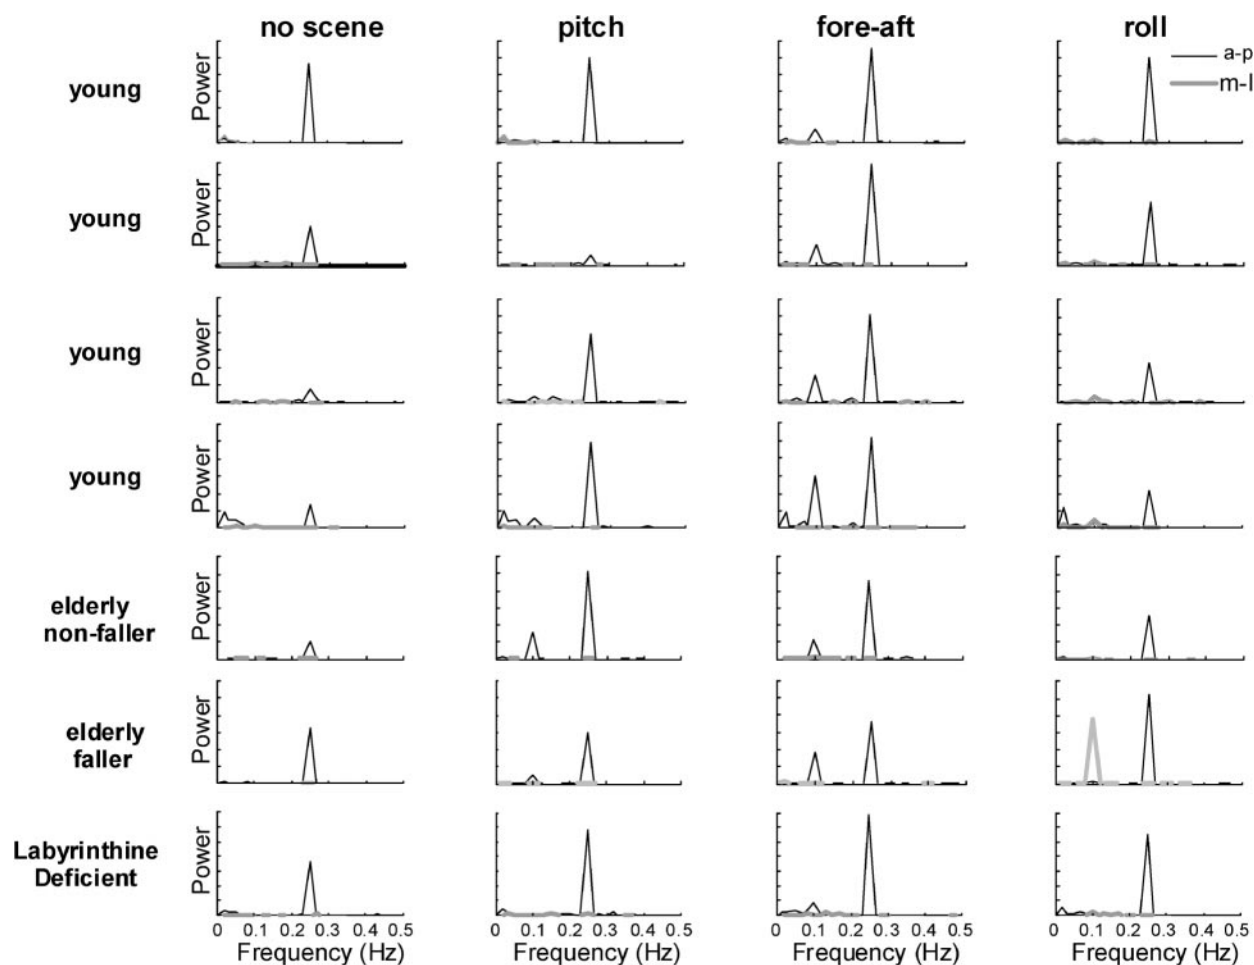 no scene pitch fore-aft roll
a-p
m-l
young Power
young Power
young Power
young Power
elderly
non-faller Power
elderly
faller Power
Labyrinthine
Deficient Power
0 0.1 0.2 0.3 0.4 0.5 0 0.1 0.2 0.3 0.4 0.5 0 0.1 0.2 0.3 0.4 0.5 0 0.1 0.2 0.3 0.4 0.5
Frequency (Hz) Frequency (Hz) Frequency (Hz) Frequency (Hz)